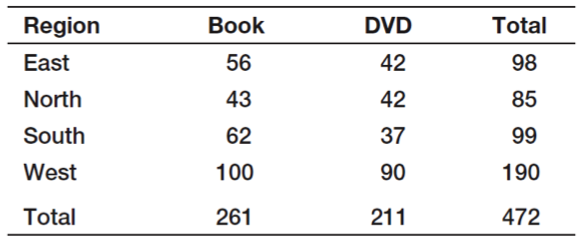 Region Book DVD Total
East 56 42 98
North 43 42 85
South 62 37 99
West 100 90 190
Total 261 211 472